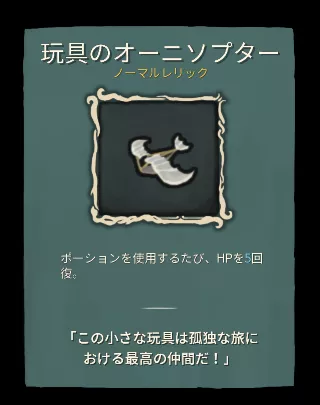 玩具のオーニソプター
ノーマルレリック
ポーションを使用するたび、HPを5回
復。
「この小さな玩具は孤独な旅に
おける最高の仲間だ！」